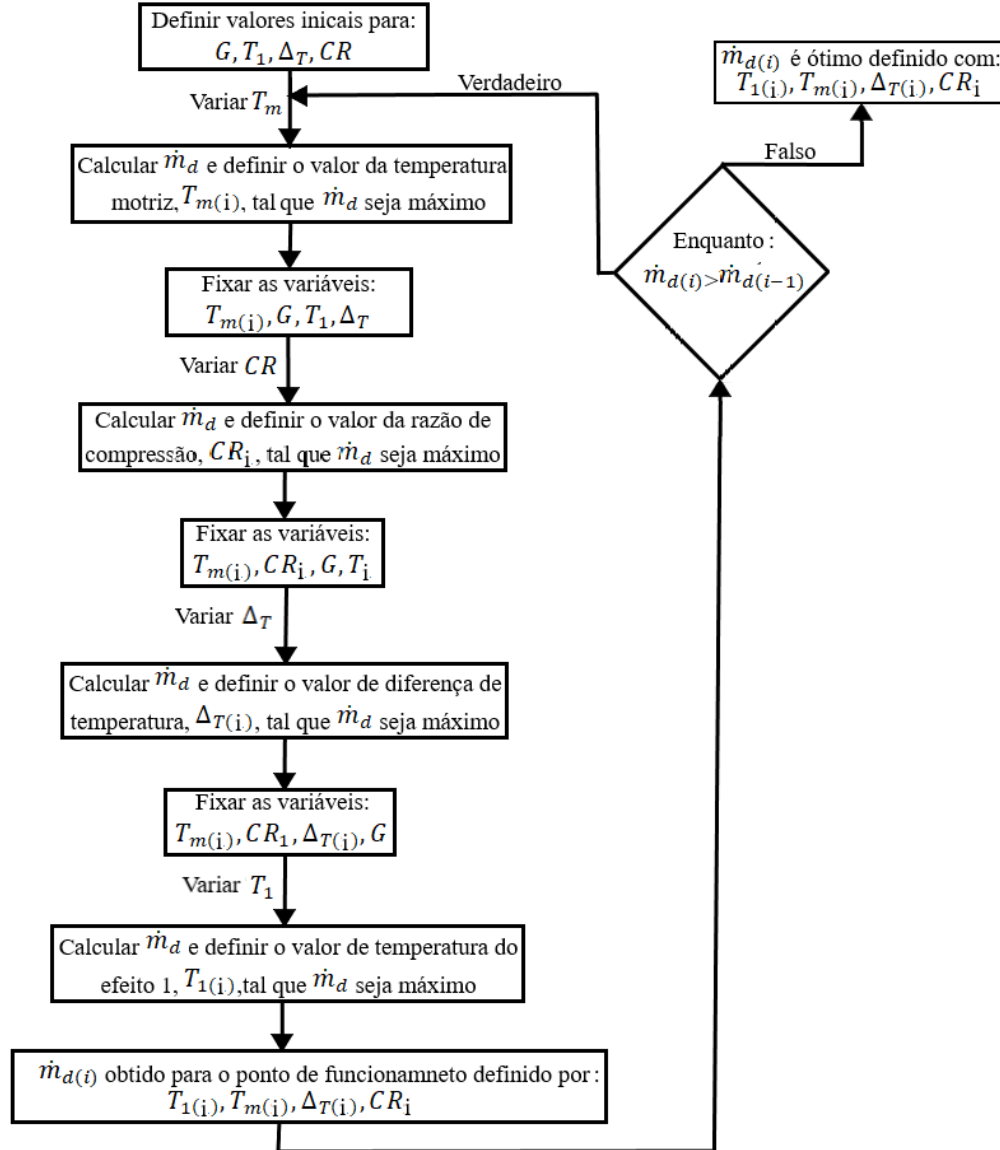 Definir valores inicais para:
G, T₁, Δ_T, CR
Variar T_m
Calcular ṁ_d e definir o valor da temperatura
motriz, T_m(i), tal que ṁ_d seja máximo
Fixar as variáveis:
T_m(i), G, T₁, Δ_T
Variar CR
Calcular ṁ_d e definir o valor da razão de
compressão, CR_i., tal que ṁ_d seja máximo
Fixar as variáveis:
T_m(i.), CR_i., G, T_i.
Variar Δ_T
Calcular ṁ_d e definir o valor de diferença de
temperatura, Δ_T(i.), tal que ṁ_d seja máximo
Fixar as variáveis:
T_m(i.), CR₁, Δ_T(i), G
Variar T₁
Calcular ṁ_d e definir o valor de temperatura do
efeito 1, T₁(i.),tal que ṁ_d seja máximo
ṁ_d(i) obtido para o ponto de funcionamneto definido por:
T₁(i.), T_m(i), Δ_T(i.), CR_i
Enquanto :
ṁ_d(i)>ṁ_d(i−1)
Verdadeiro
Falso
ṁ_d(i) é ótimo definido com:
T₁(i.), T_m(i.), Δ_T(i.), CR_i